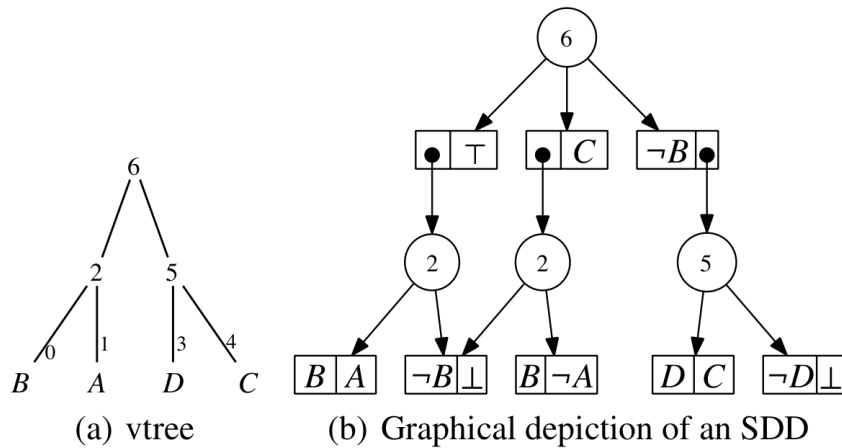 6
⊤ C ¬B
6
2 5
2 2 5
0 1 3 4
B A D C
B A ¬B ⊥ B ¬A D C ¬D ⊥
(a) vtree (b) Graphical depiction of an SDD